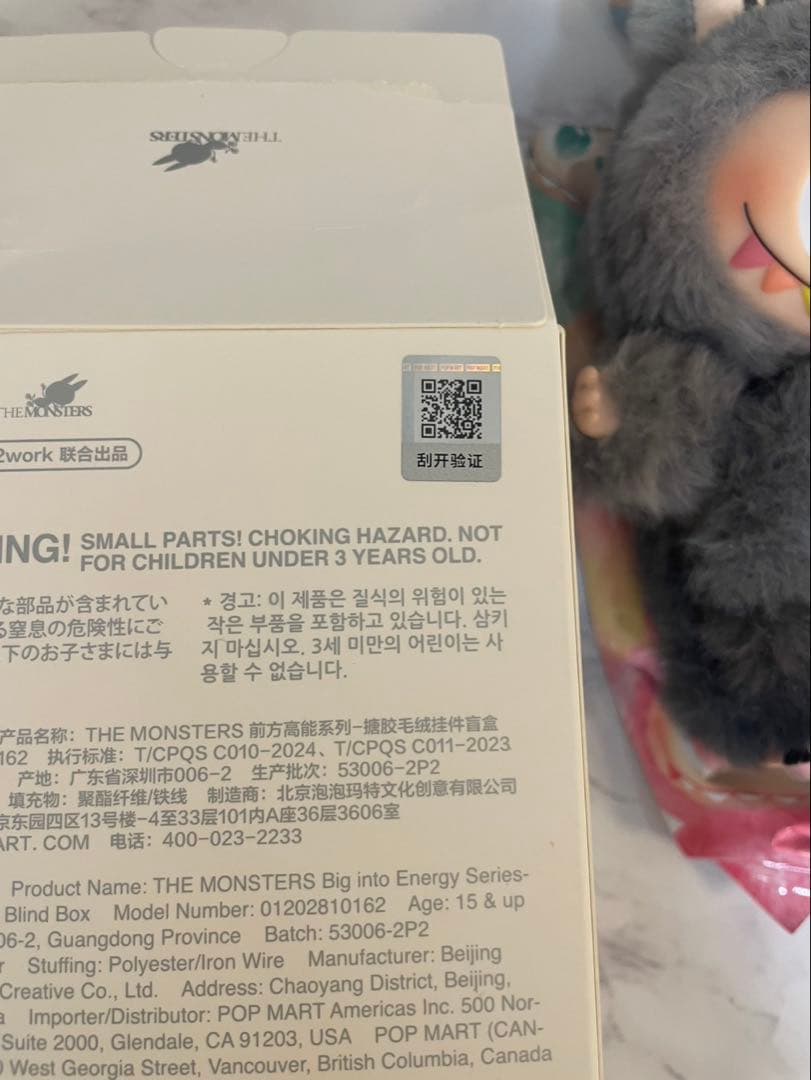 THE MONSTERS
THE MONSTERS
POP MART POP MART POP MART
刮开验证
2work 联合出品
ING! SMALL PARTS! CHOKING HAZARD. NOT
FOR CHILDREN UNDER 3 YEARS OLD.
な部品が含まれてい
る窒息の危険性にご
下のお子さまには与
* 경고: 이 제품은 질식의 위험이 있는
작은 부품을 포함하고 있습니다. 삼키
지 마십시오. 3세 미만의 어린이는 사
용할 수 없습니다.
产品名称：THE MONSTERS 前方高能系列-搪胶毛绒挂件盲盒
162 执行标准：T/CPQS C010-2024、T/CPQS C011-2023
产地：广东省深圳市006-2 生产批次：53006-2P2
填充物：聚酯纤维/铁线 制造商：北京泡泡玛特文化创意有限公司
京东园四区13号楼-4至33层101内A座36层3606室
ART. COM 电话：400-023-2233
Product Name: THE MONSTERS Big into Energy Series-
Blind Box Model Number: 01202810162 Age: 15 & up
06-2, Guangdong Province Batch: 53006-2P2
r Stuffing: Polyester/Iron Wire Manufacturer: Beijing
Creative Co., Ltd. Address: Chaoyang District, Beijing,
a Importer/Distributor: POP MART Americas Inc. 500 Nor-
Suite 2000, Glendale, CA 91203, USA POP MART (CAN-
0 West Georgia Street, Vancouver, British Columbia, Canada